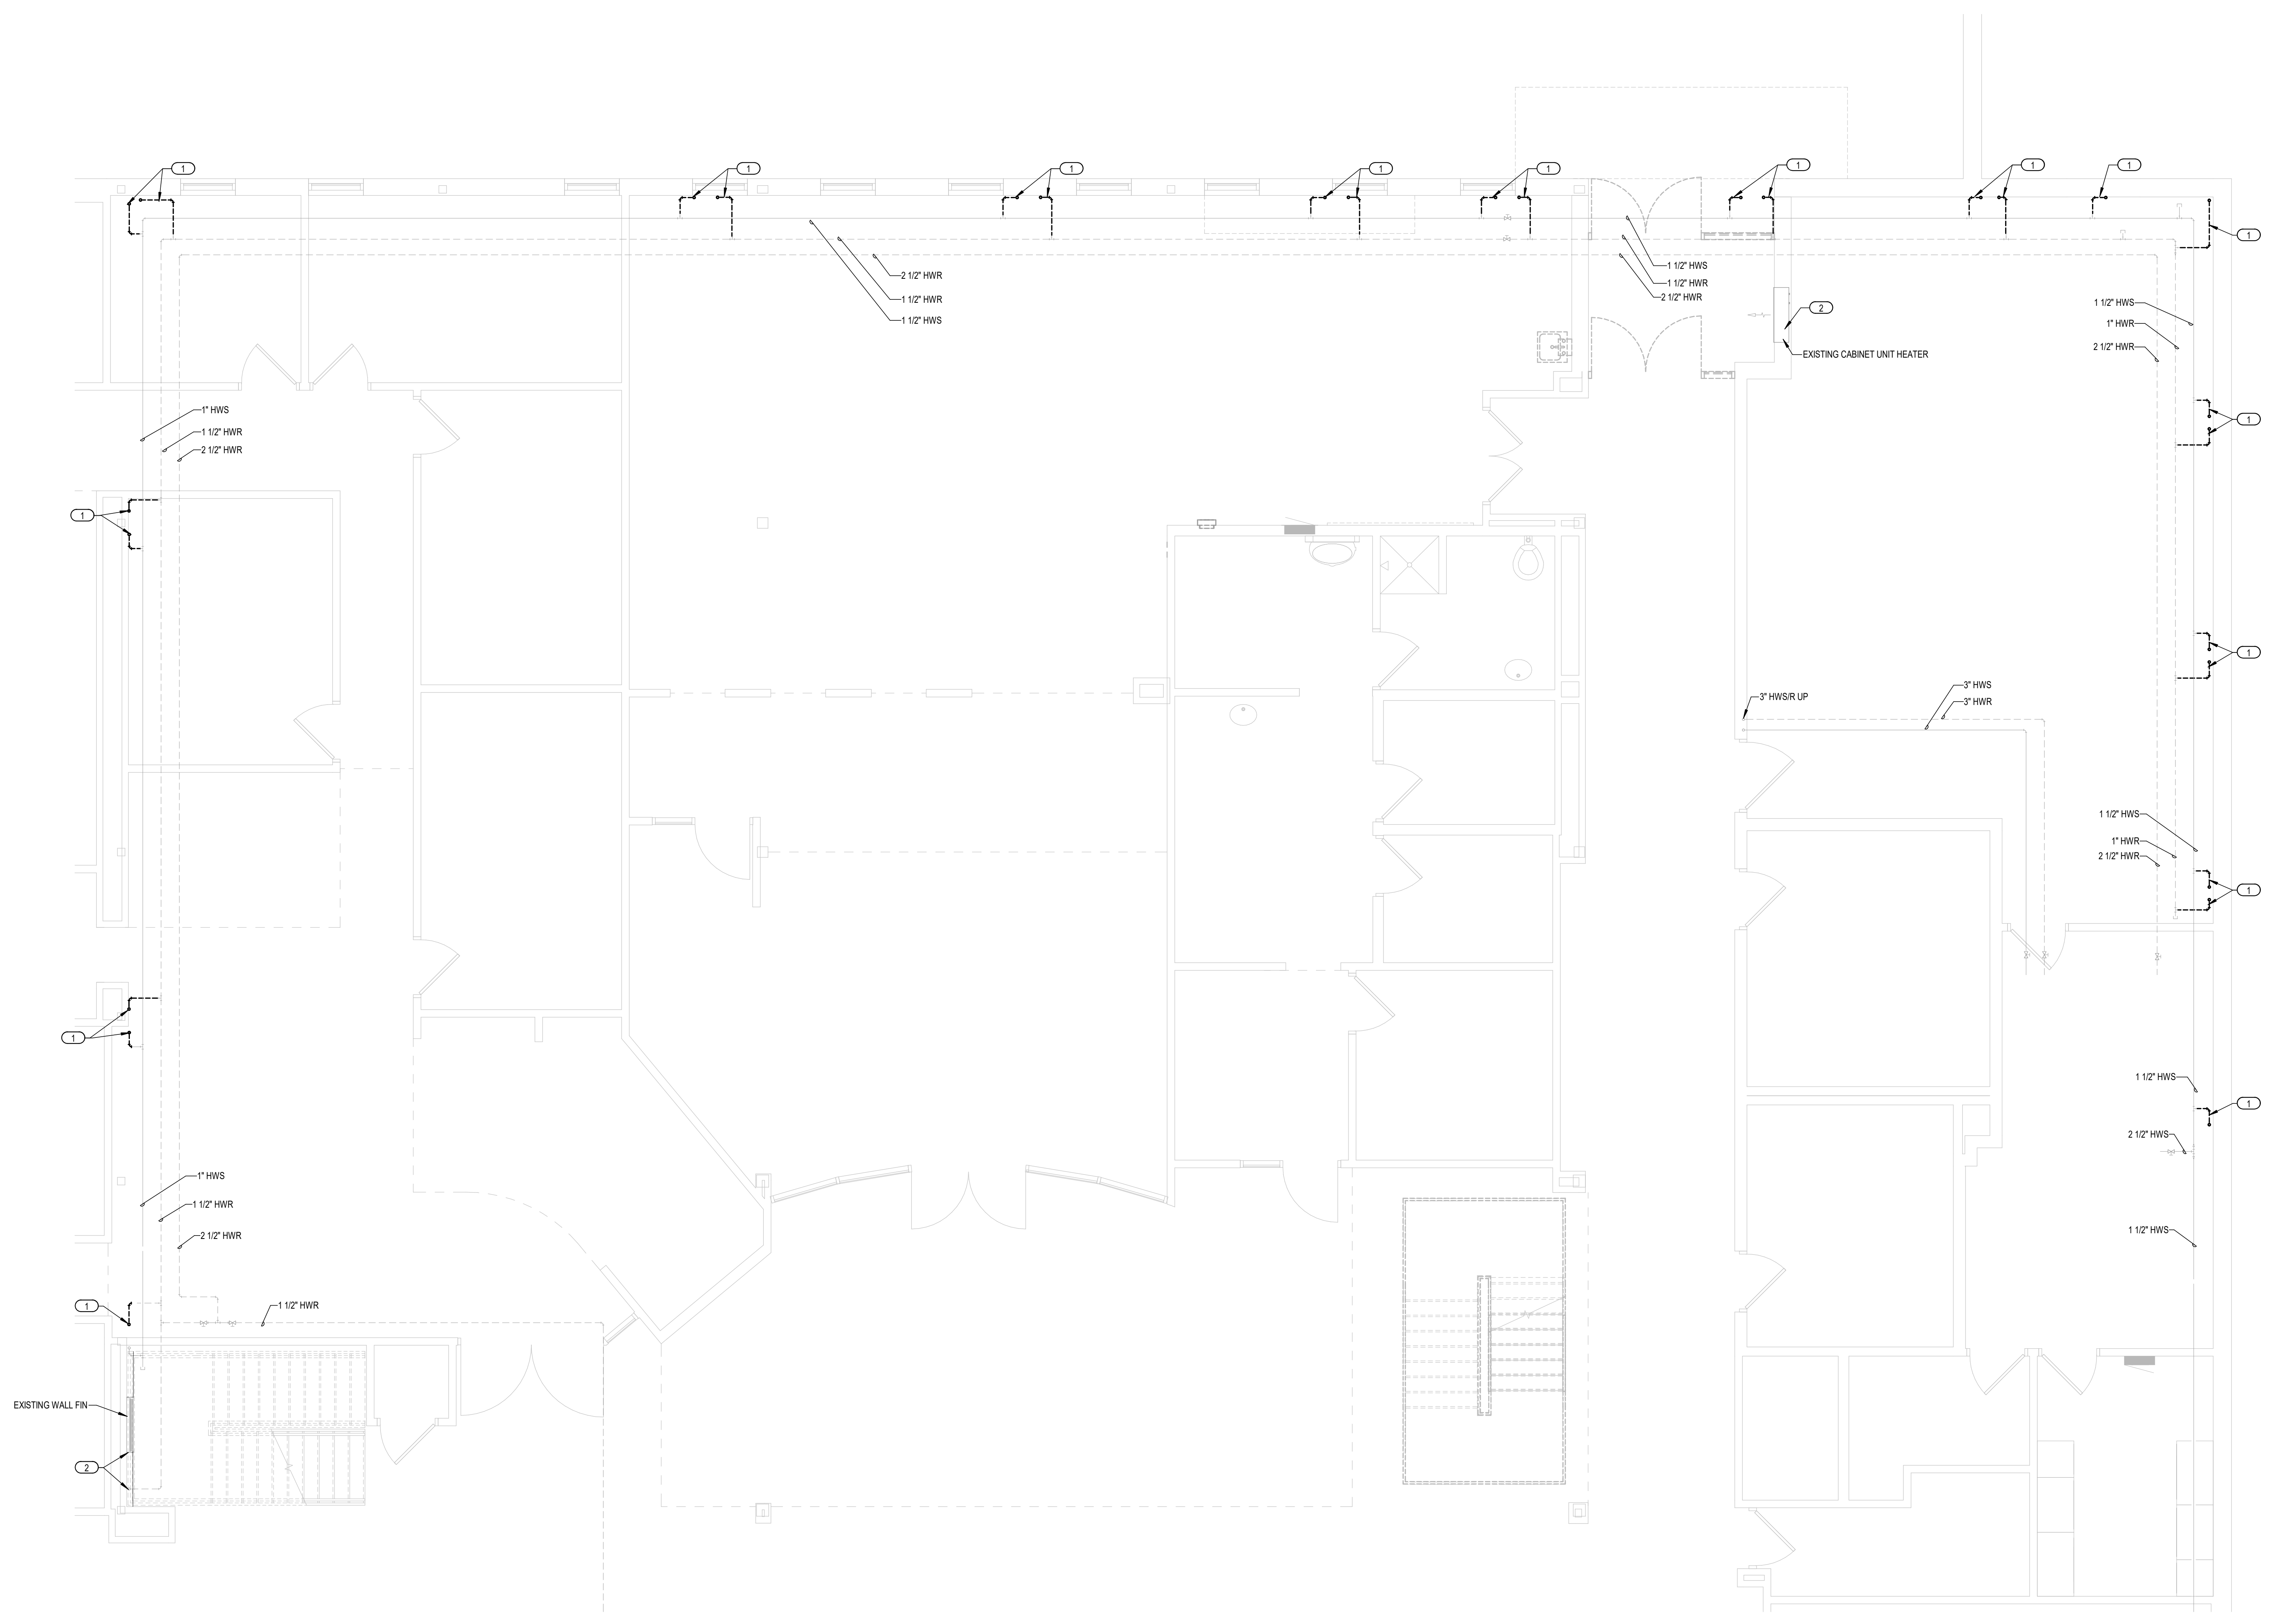 1
1
1
1
1
1
1
1
1
1 1/2" HWS
1 1/2" HWR
2 1/2" HWR
2 1/2" HWR
1 1/2" HWR
1 1/2" HWS
1 1/2" HWS
1" HWR
2 1/2" HWR
2
EXISTING CABINET UNIT HEATER
1" HWS
1 1/2" HWR
2 1/2" HWR
1
1
1
3" HWS
3" HWR
3" HWS/R UP
1 1/2" HWS
1" HWR
2 1/2" HWR
1
1
1 1/2" HWS
1
2 1/2" HWS
1" HWS
1 1/2" HWR
2 1/2" HWR
1 1/2" HWS
1
1 1/2" HWR
EXISTING WALL FIN
2